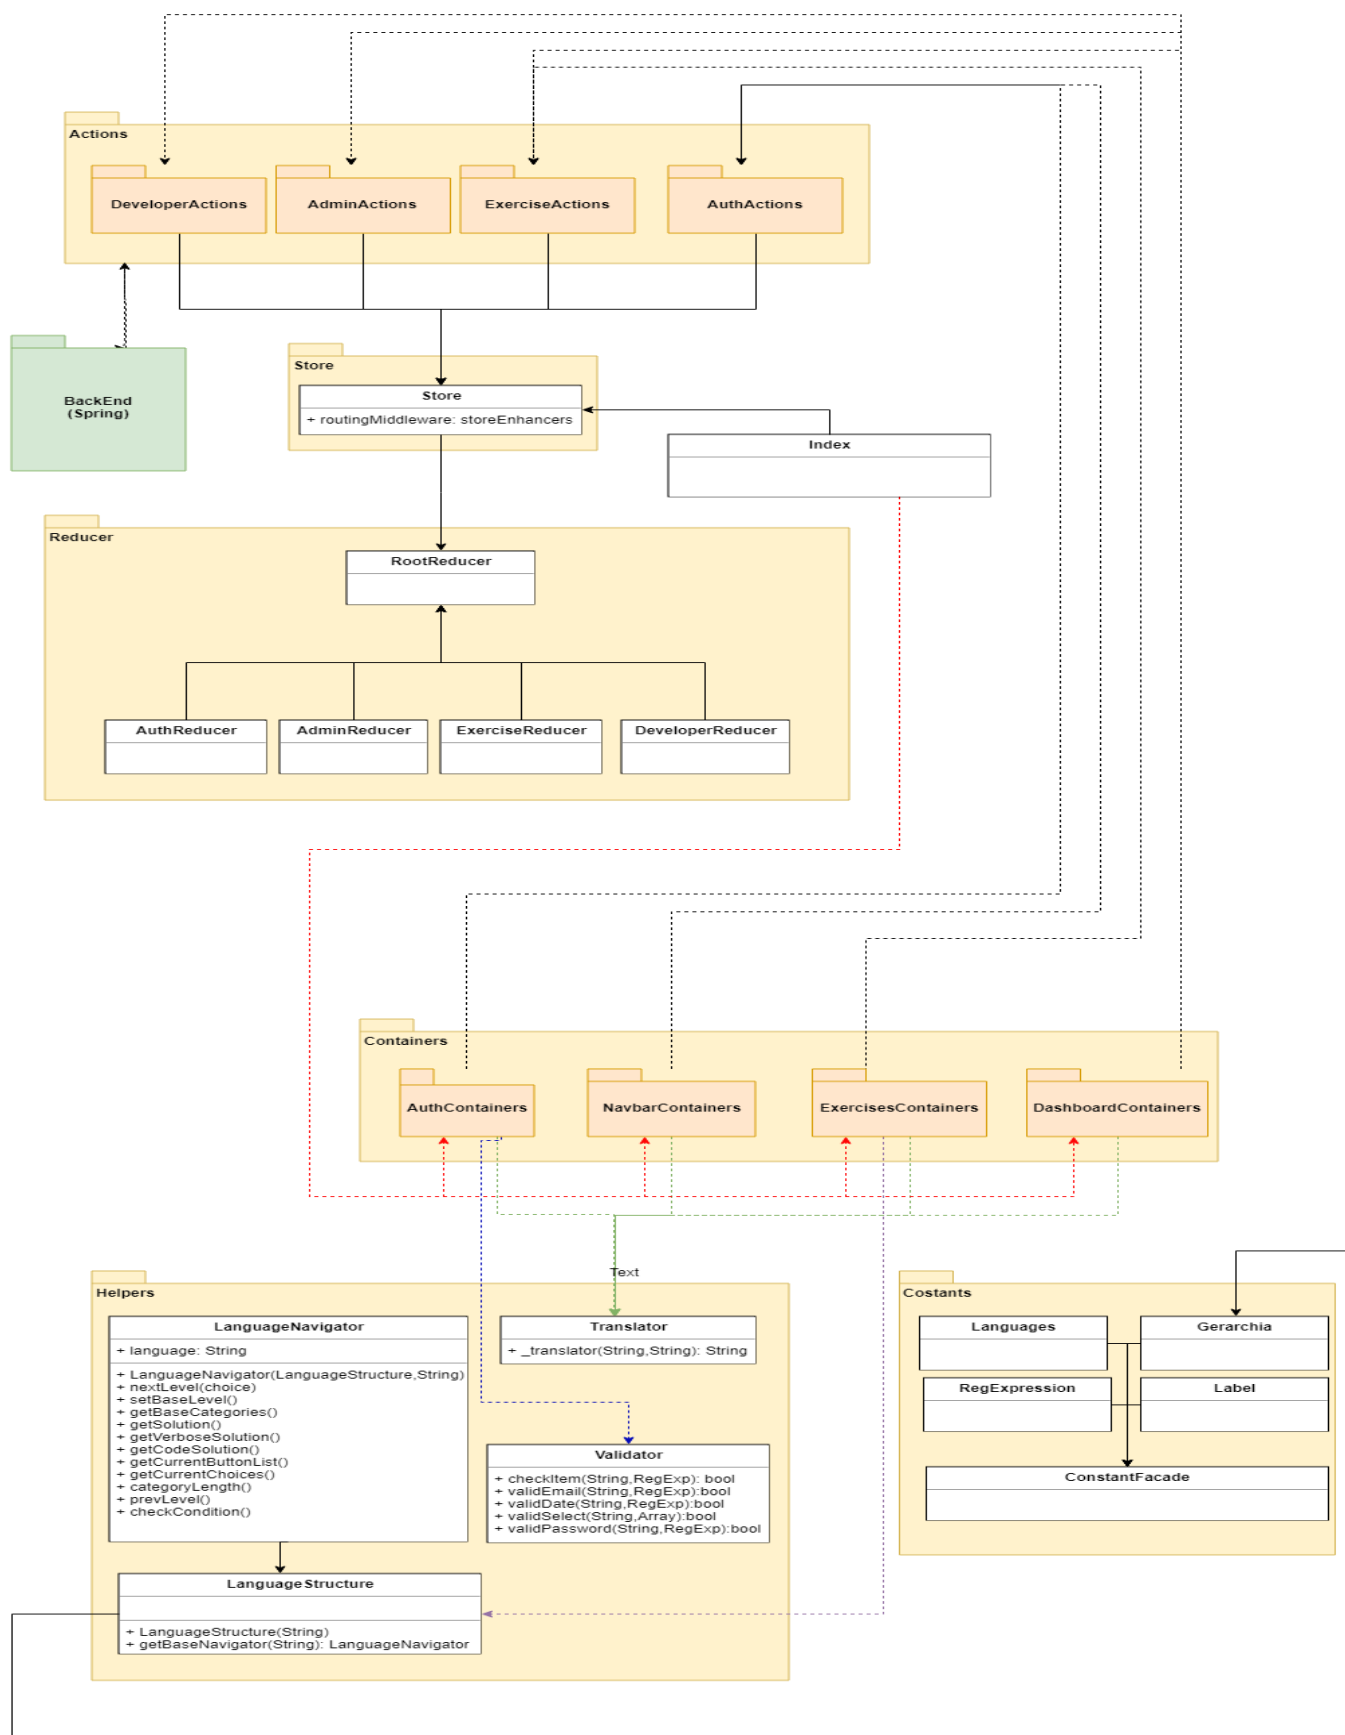 Actions
DeveloperActions
AdminActions
ExerciseActions
AuthActions
BackEnd
(Spring)
Store
Store
+ routingMiddleware: storeEnhancers
Index
Reducer
RootReducer
AuthReducer
AdminReducer
ExerciseReducer
DeveloperReducer
Containers
AuthContainers
NavbarContainers
ExercisesContainers
DashboardContainers
Text
Helpers
LanguageNavigator
+ language: String
+ LanguageNavigator(LanguageStructure,String)
+ nextLevel(choice)
+ setBaseLevel()
+ getBaseCategories()
+ getSolution()
+ getVerboseSolution()
+ getCodeSolution()
+ getCurrentButtonList()
+ getCurrentChoices()
+ categoryLength()
+ prevLevel()
+ checkCondition()
Translator
+ _translator(String,String): String
Validator
+ checkItem(String,RegExp): bool
+ validEmail(String,RegExp):bool
+ validDate(String,RegExp):bool
+ validSelect(String,Array):bool
+ validPassword(String,RegExp):bool
LanguageStructure
+ LanguageStructure(String)
+ getBaseNavigator(String): LanguageNavigator
Costants
Languages
Gerarchia
RegExpression
Label
ConstantFacade